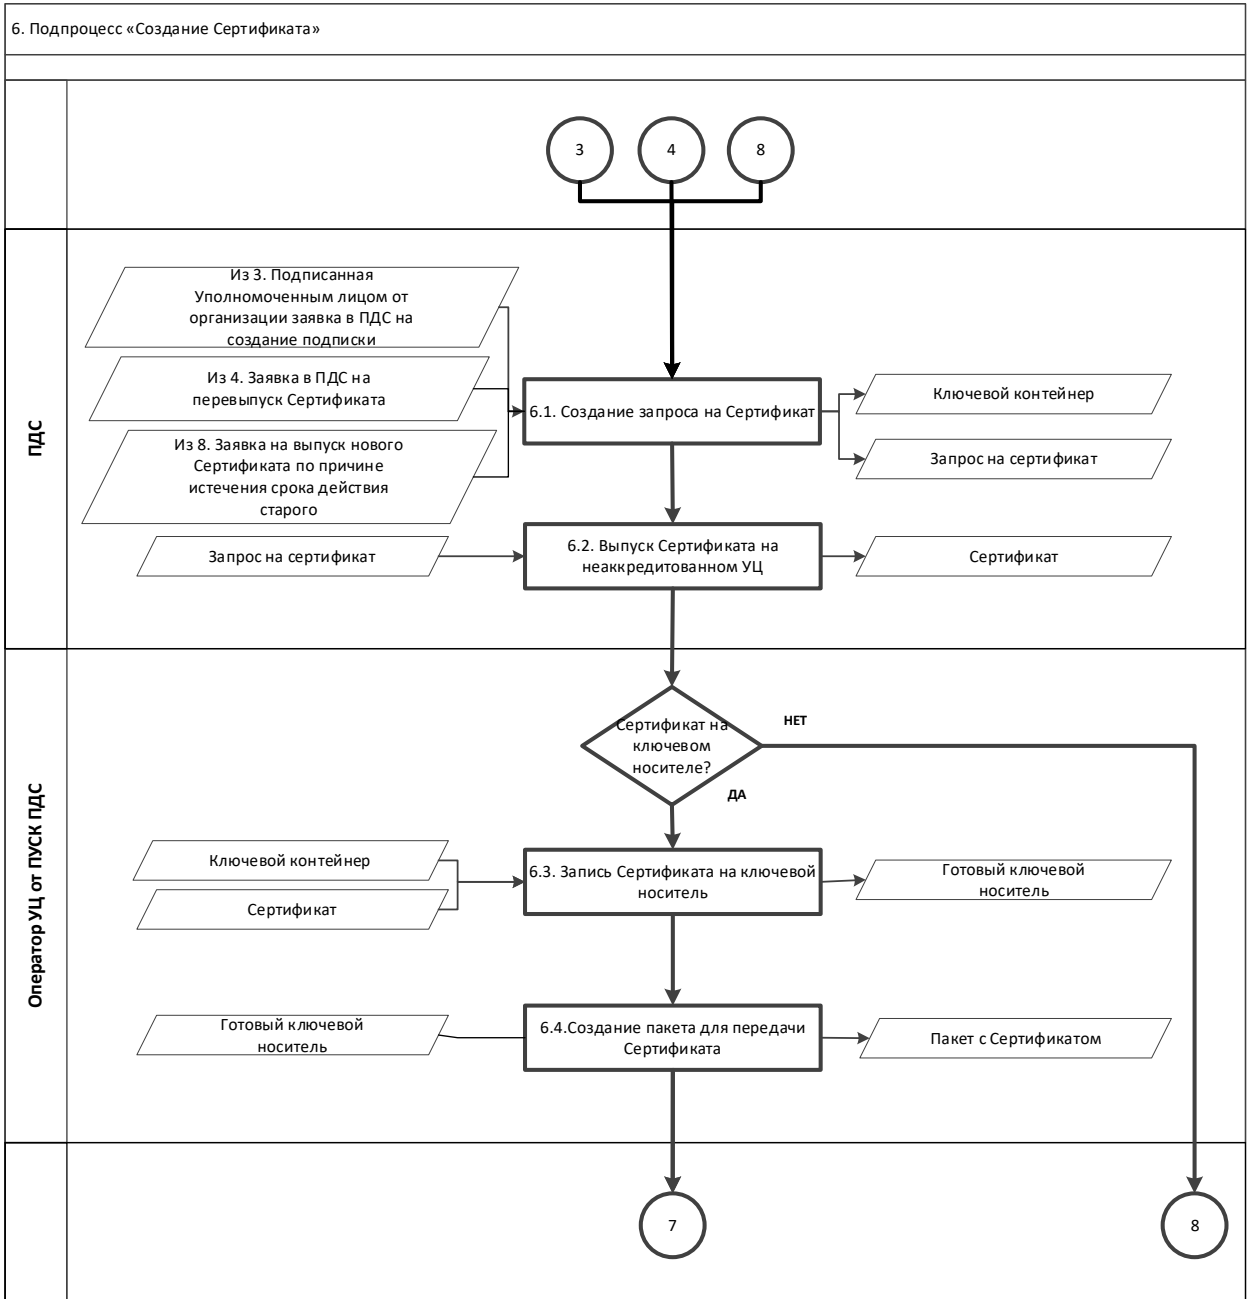 6. Подпроцесс «Создание Сертификата»
3
4
8
ПДС
Из 3. Подписанная
Уполномоченным лицом от
организации заявка в ПДС на
создание подписки
Из 4. Заявка в ПДС на
перевыпуск Сертификата
Из 8. Заявка на выпуск нового
Сертификата по причине
истечения срока действия
старого
6.1. Создание запроса на Сертификат
Ключевой контейнер
Запрос на сертификат
Запрос на сертификат
6.2. Выпуск Сертификата на
неаккредитованном УЦ
Сертификат
Оператор УЦ от ПУСК ПДС
Сертификат на
ключевом
носителе?
НЕТ
ДА
Ключевой контейнер
Сертификат
6.3. Запись Сертификата на ключевой
носитель
Готовый ключевой
носитель
Готовый ключевой
носитель
6.4.Создание пакета для передачи
Сертификата
Пакет с Сертификатом
7
8